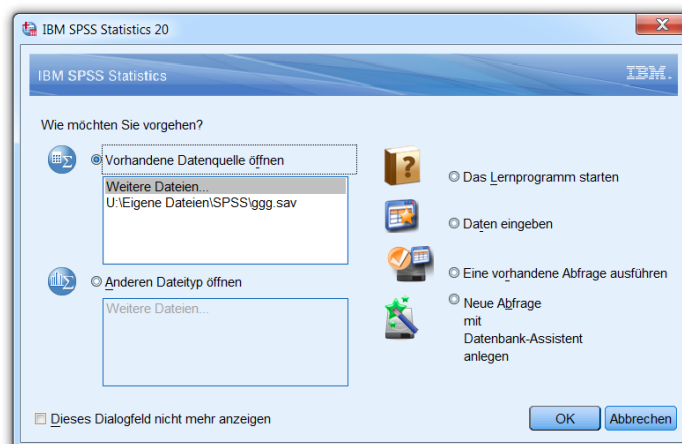 IBM SPSS Statistics 20
IBM SPSS Statistics
IBM.
Wie möchten Sie vorgehen?
Vorhandene Datenquelle öffnen
Weitere Dateien...
U:\Eigene Dateien\SPSS\ggg.sav
Anderen Dateityp öffnen
Weitere Dateien...
Das Lernprogramm starten
Daten eingeben
Eine vorhandene Abfrage ausführen
Neue Abfrage
mit
Datenbank-Assistent
anlegen
Dieses Dialogfeld nicht mehr anzeigen
OK
Abbrechen